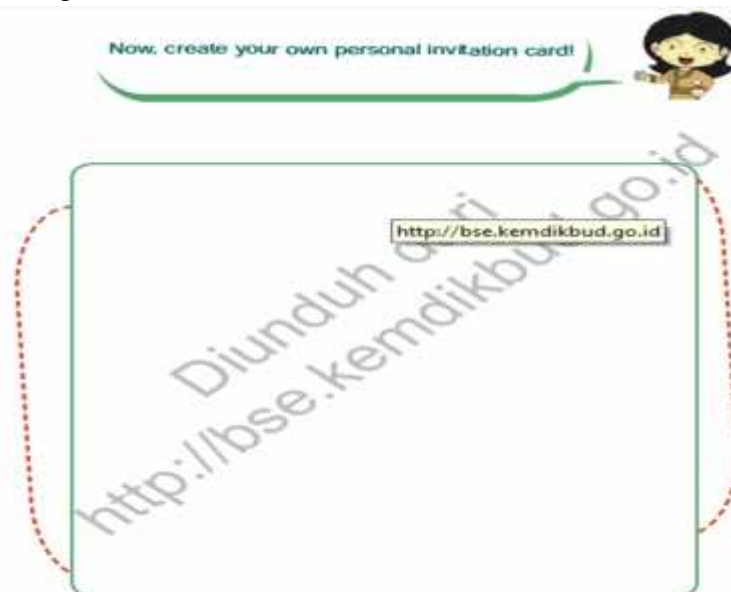 Now, create your own personal invitation card!
http://bse.kemdikbud.go.id
Diunduh dari
http://bse.kemdikbud.go.id